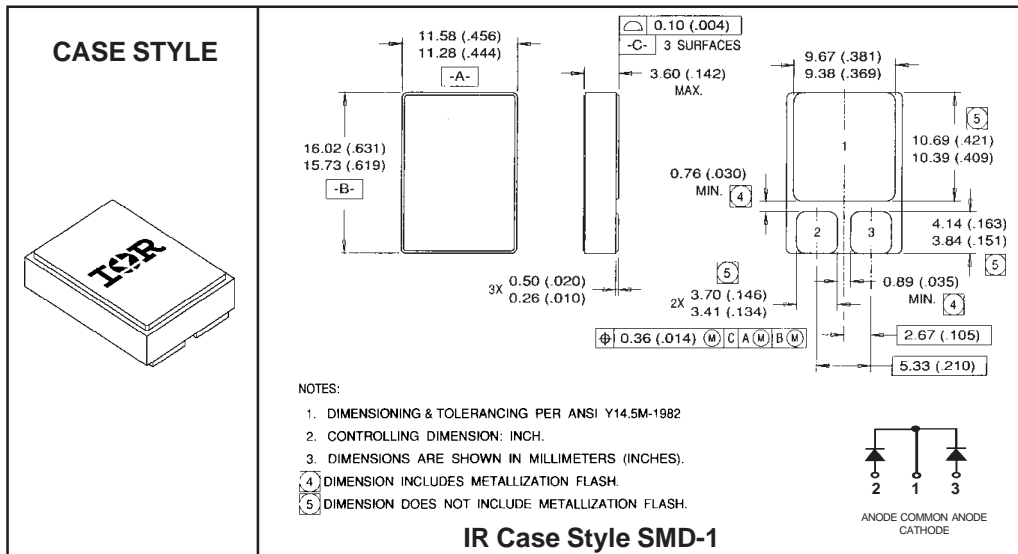 CASE STYLE
IOR
11.58 (.456)
11.28 (.444)
-A-
16.02 (.631)
15.73 (.619)
-B-
0.10 (.004)
-C- 3 SURFACES
3.60 (.142)
MAX.
3X 0.50 (.020)
0.26 (.010)
9.67 (.381)
9.38 (.369)
1
5
10.69 (.421)
10.39 (.409)
0.76 (.030)
MIN. 4
2
3
4.14 (.163)
3.84 (.151)
5
5
2X 3.70 (.146)
3.41 (.134)
0.89 (.035)
MIN. 4
⌖ 0.36 (.014) Ⓜ C A Ⓜ B Ⓜ
2.67 (.105)
5.33 (.210)
NOTES:
1. DIMENSIONING & TOLERANCING PER ANSI Y14.5M-1982
2. CONTROLLING DIMENSION: INCH.
3. DIMENSIONS ARE SHOWN IN MILLIMETERS (INCHES).
4 DIMENSION INCLUDES METALLIZATION FLASH.
5 DIMENSION DOES NOT INCLUDE METALLIZATION FLASH.
2 1 3
ANODE COMMON ANODE
CATHODE
IR Case Style SMD-1